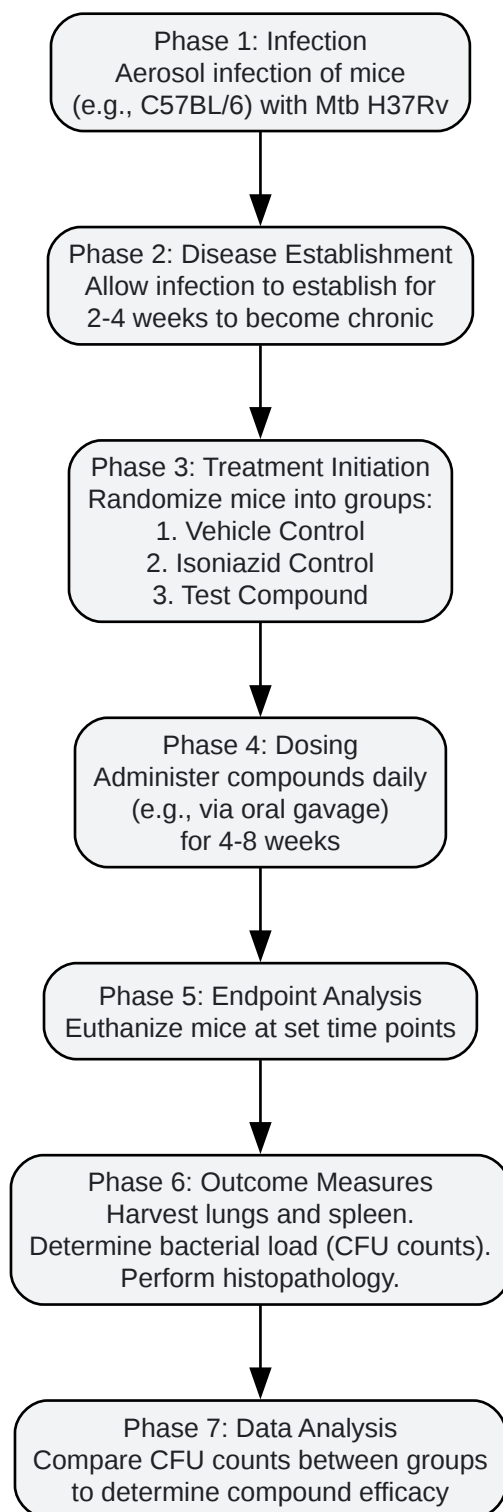 Phase 1: Infection
Aerosol infection of mice
(e.g., C57BL/6) with Mtb H37Rv
Phase 2: Disease Establishment
Allow infection to establish for
2-4 weeks to become chronic
Phase 3: Treatment Initiation
Randomize mice into groups:
1. Vehicle Control
2. Isoniazid Control
3. Test Compound
Phase 4: Dosing
Administer compounds daily
(e.g., via oral gavage)
for 4-8 weeks
Phase 5: Endpoint Analysis
Euthanize mice at set time points
Phase 6: Outcome Measures
Harvest lungs and spleen.
Determine bacterial load (CFU counts).
Perform histopathology.
Phase 7: Data Analysis
Compare CFU counts between groups
to determine compound efficacy